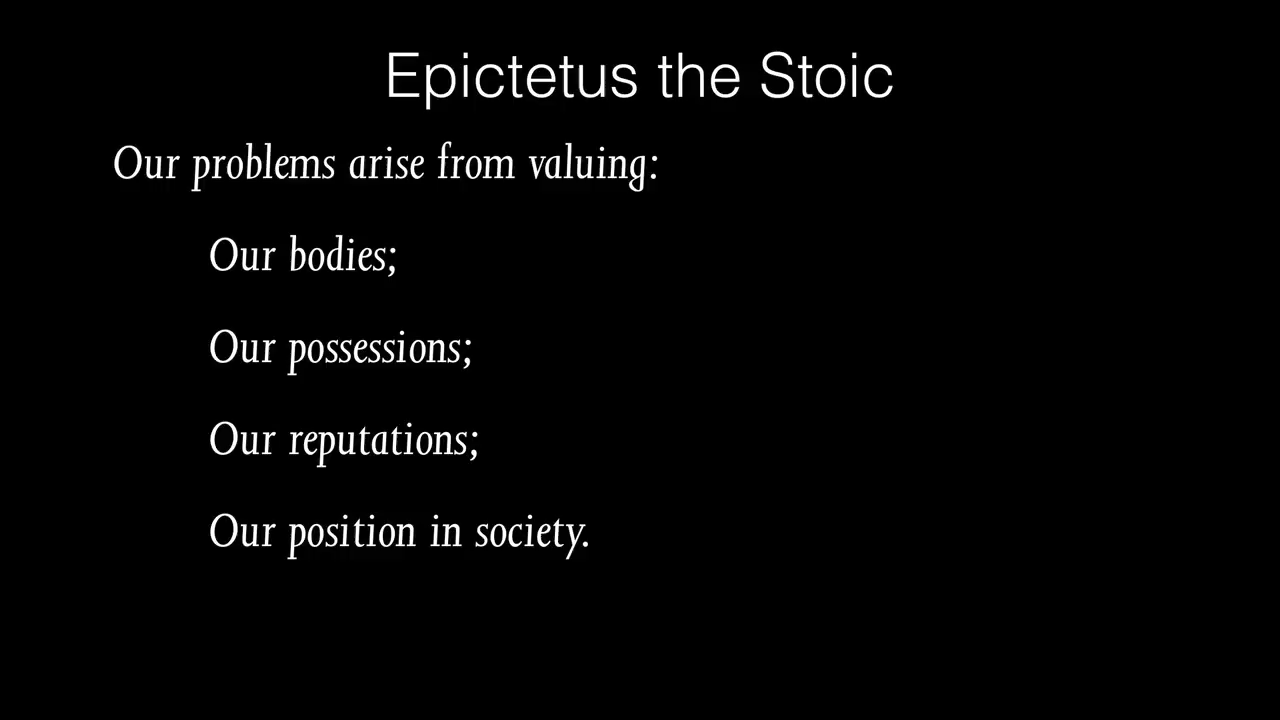 Epictetus the Stoic
Our problems arise from valuing:
Our bodies;
Our possessions;
Our reputations;
Our position in society.